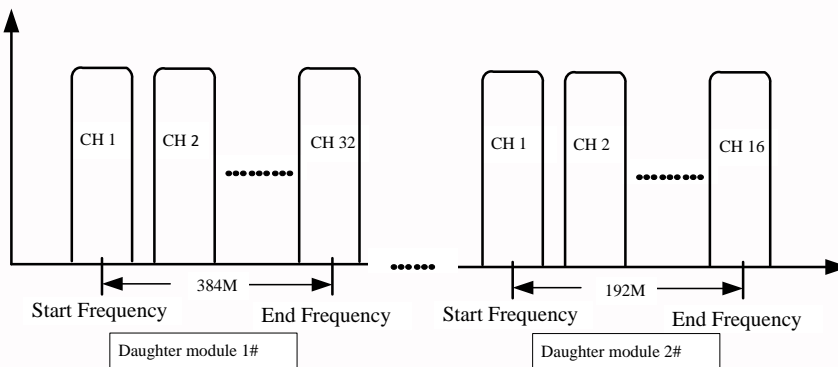 CH 1
CH 2
CH 32
384M
Start Frequency
End Frequency
Daughter module 1#
CH 1
CH 2
CH 16
192M
Start Frequency
End Frequency
Daughter module 2#